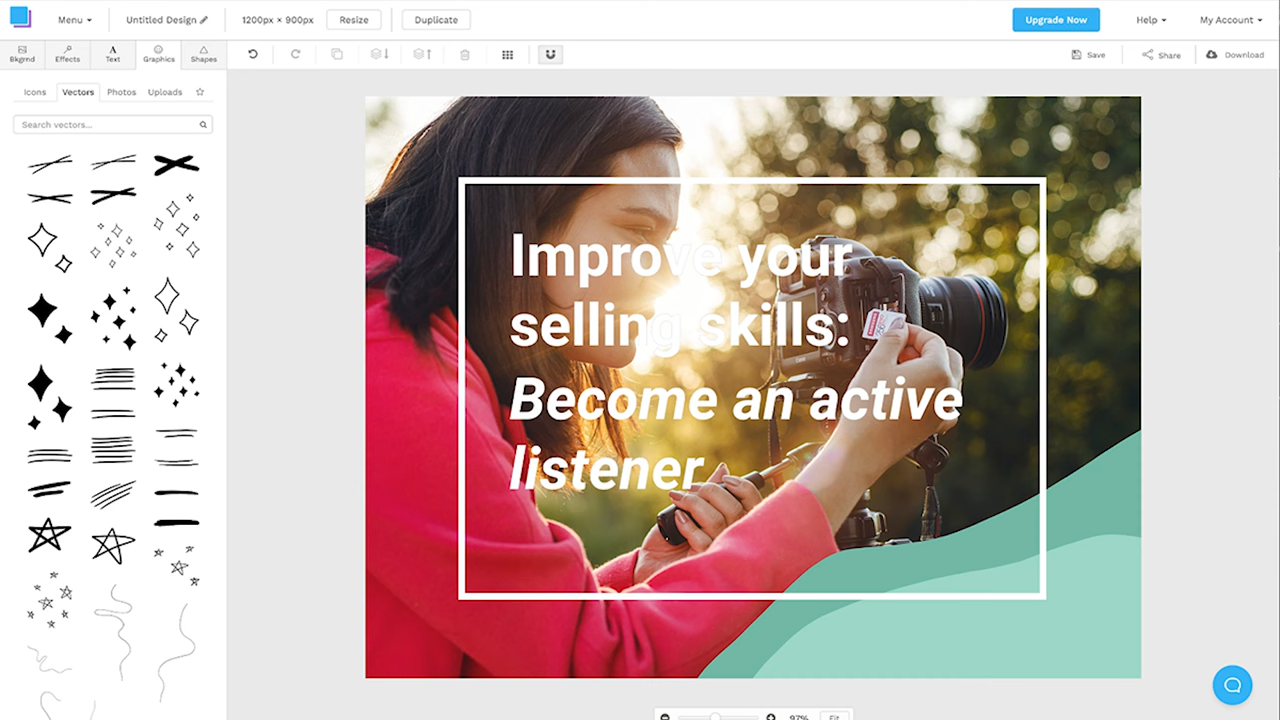 Menu
Untitled Design
1200px × 900px
Resize
Duplicate
Upgrade Now
Help
My Account
Bkgrnd
Effects
Text
Graphics
Shapes
Save
Share
Download
Icons
Vectors
Photos
Uploads
Search vectors...
Improve your
selling skills:
Become an active
listener
97%
Fit